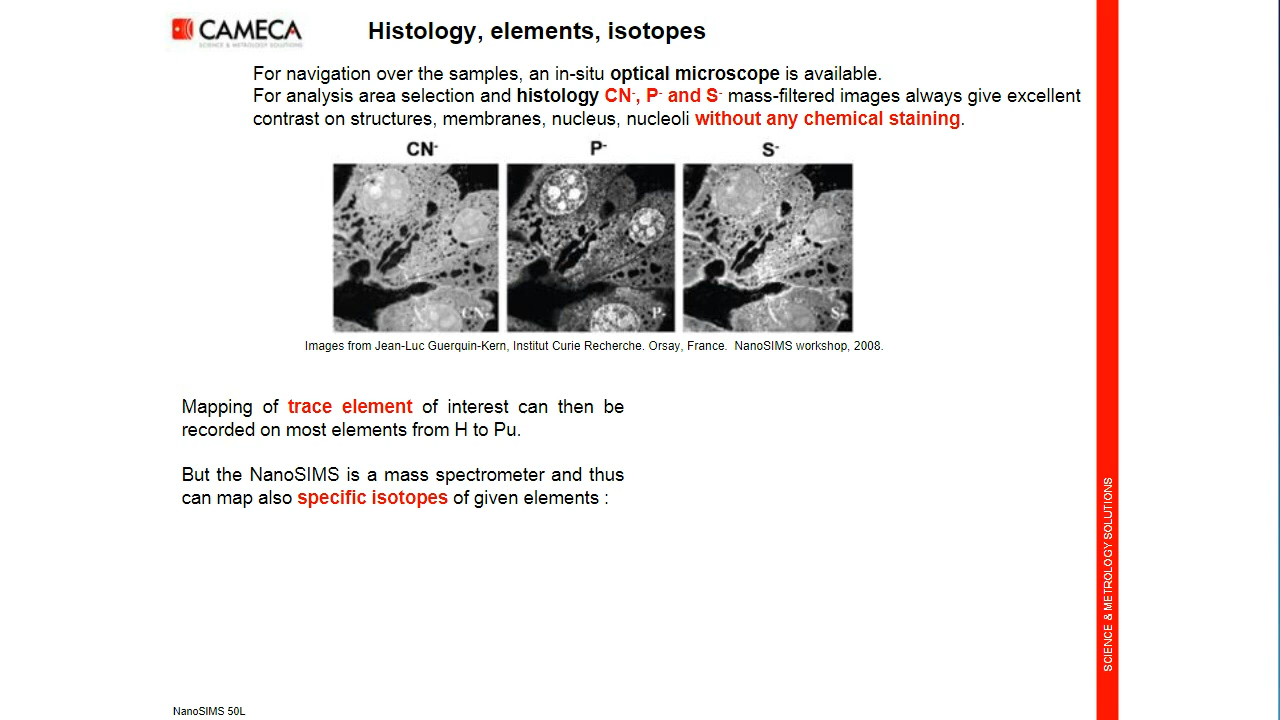 CAMECA
SCIENCE & METROLOGY SOLUTIONS
Histology, elements, isotopes
For navigation over the samples, an in-situ optical microscope is available.
For analysis area selection and histology CN-, P- and S- mass-filtered images always give excellent
contrast on structures, membranes, nucleus, nucleoli without any chemical staining.
CN- P- S-
CN- P- S-
Images from Jean-Luc Guerquin-Kern, Institut Curie Recherche. Orsay, France. NanoSIMS workshop, 2008.
Mapping of trace element of interest can then be
recorded on most elements from H to Pu.
But the NanoSIMS is a mass spectrometer and thus
can map also specific isotopes of given elements :
SCIENCE & METROLOGY SOLUTIONS
NanoSIMS 50L